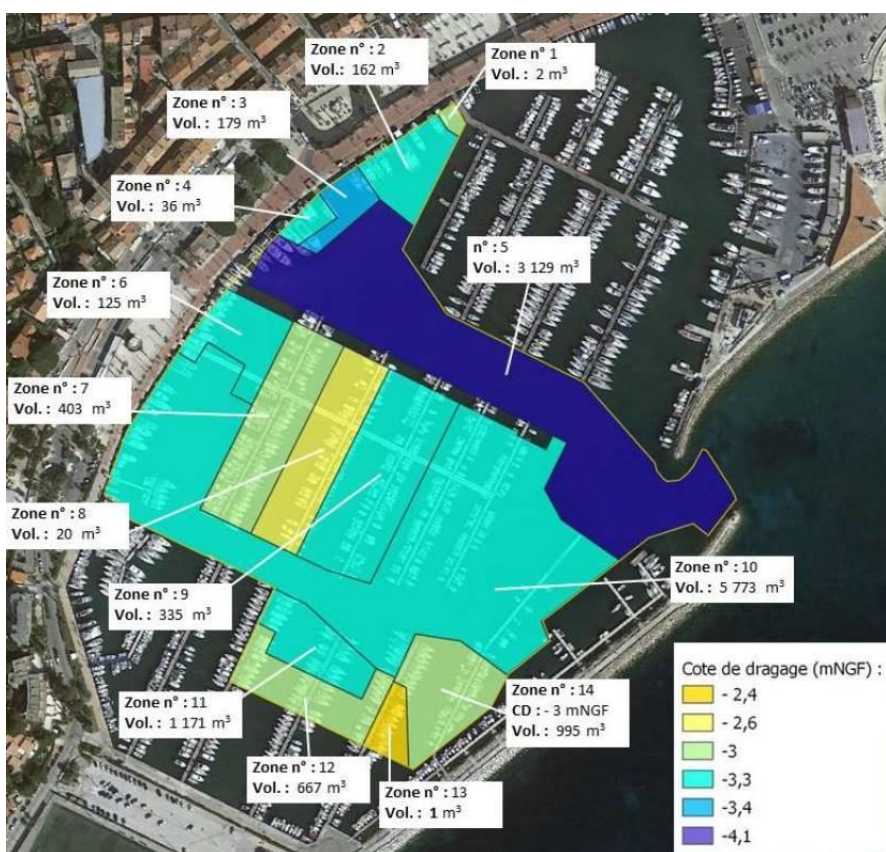 Zone n° : 2
Vol. : 162 m³
Zone n° 1
Vol. : 2 m³
Zone n° : 3
Vol. : 179 m³
Zone n° : 4
Vol. : 36 m³
n° : 5
Vol. : 3 129 m³
Zone n° : 6
Vol. : 125 m³
Zone n° : 7
Vol. : 403 m³
Zone n° : 8
Vol. : 20 m³
Zone n° : 9
Vol. : 335 m³
Zone n° : 10
Vol. : 5 773 m³
Zone n° : 11
Vol. : 1 171 m³
Zone n° : 14
CD : - 3 mNGF
Vol. : 995 m³
Zone n° : 12
Vol. : 667 m³
Zone n° : 13
Vol. : 1 m³
Cote de dragage (mNGF) :
- 2,4
- 2,6
-3
-3,3
-3,4
-4,1